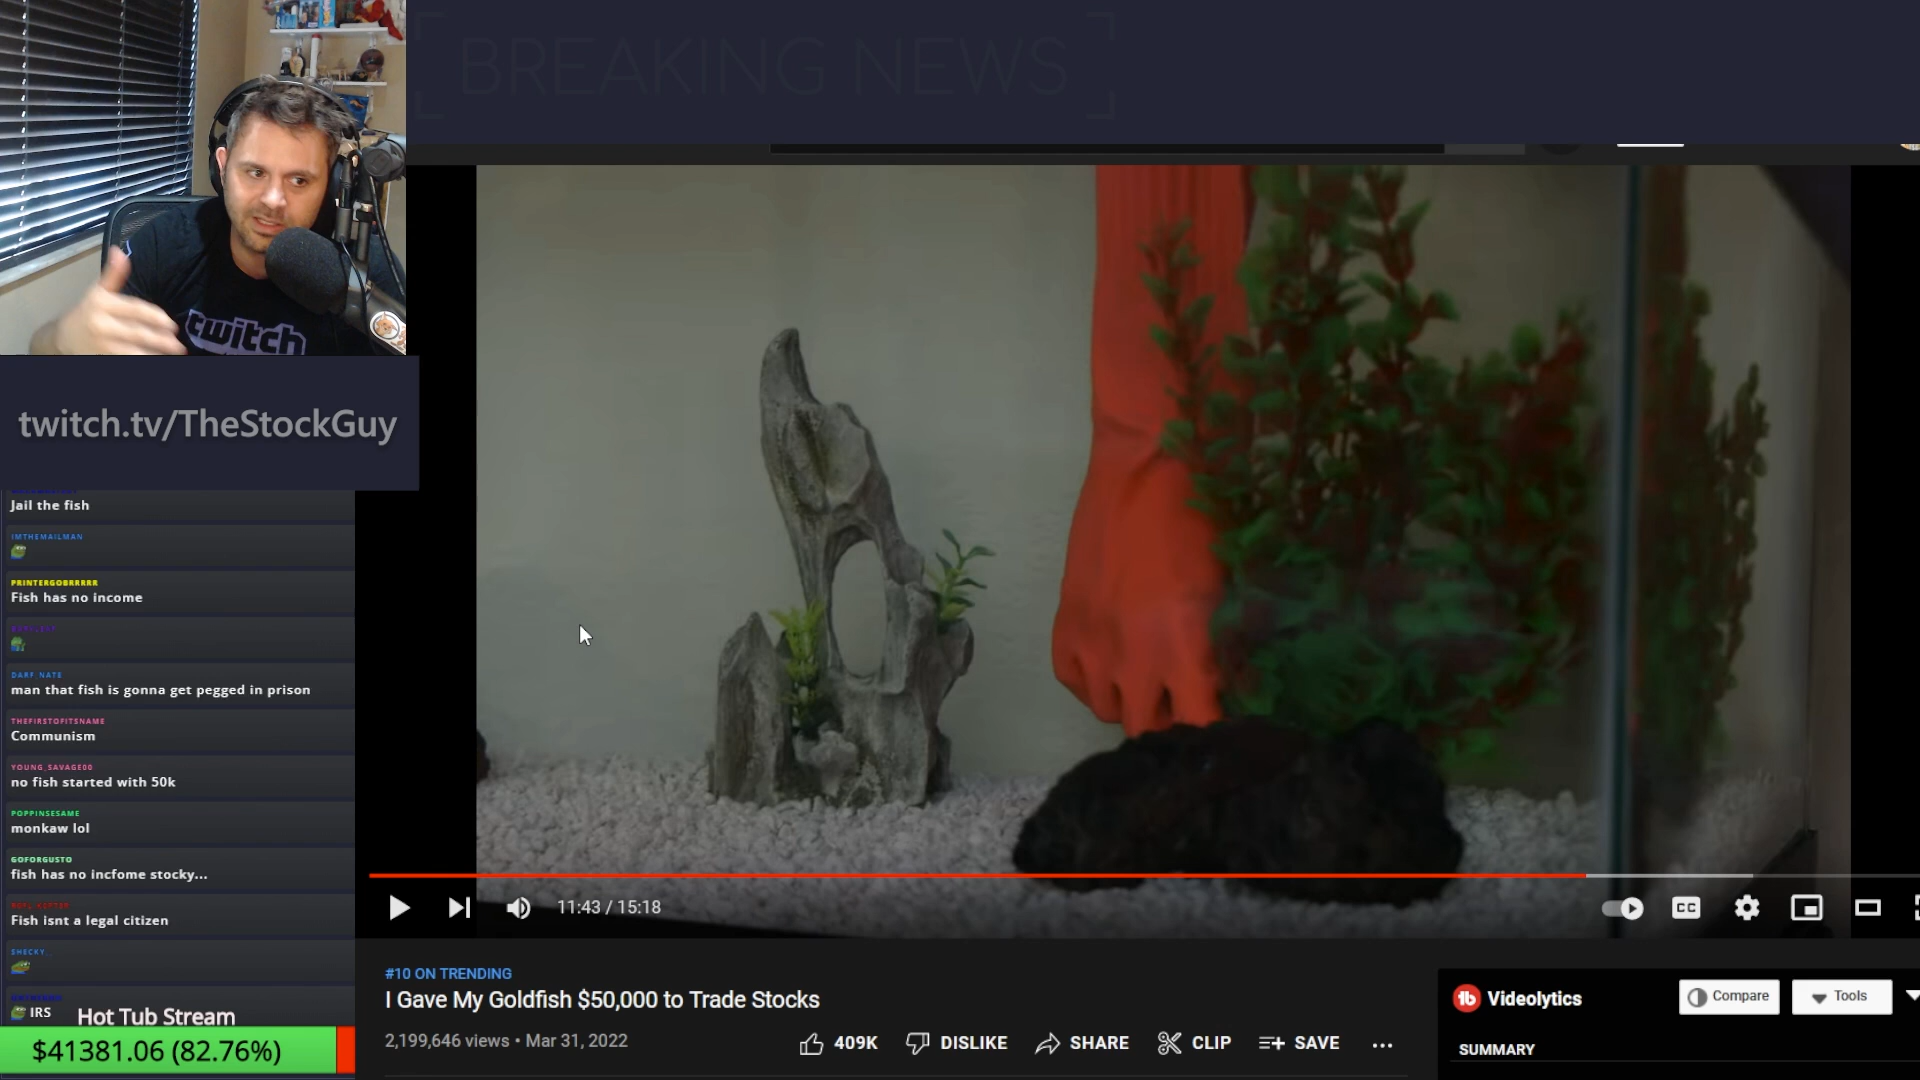 BREAKING NEWS
twitch
twitch.tv/TheStockGuy
Jail the fish
IMTHEMAILMAN
PRINTERGOBRRRRR
Fish has no income
DARF_NATE
man that fish is gonna get pegged in prison
THEFIRSTOFITSNAME
Communism
YOUNG_SAVAGE00
no fish started with 50k
POPPINSESAME
monkaw lol
GOFORGUSTO
fish has no incfome stocky...
Fish isnt a legal citizen
SHECKY_
IRS
Hot Tub Stream
$41381.06 (82.76%)
11:43 / 15:18
CC
#10 ON TRENDING
I Gave My Goldfish $50,000 to Trade Stocks
2,199,646 views • Mar 31, 2022
409K
DISLIKE
SHARE
CLIP
SAVE
Videolytics
Compare
Tools
SUMMARY